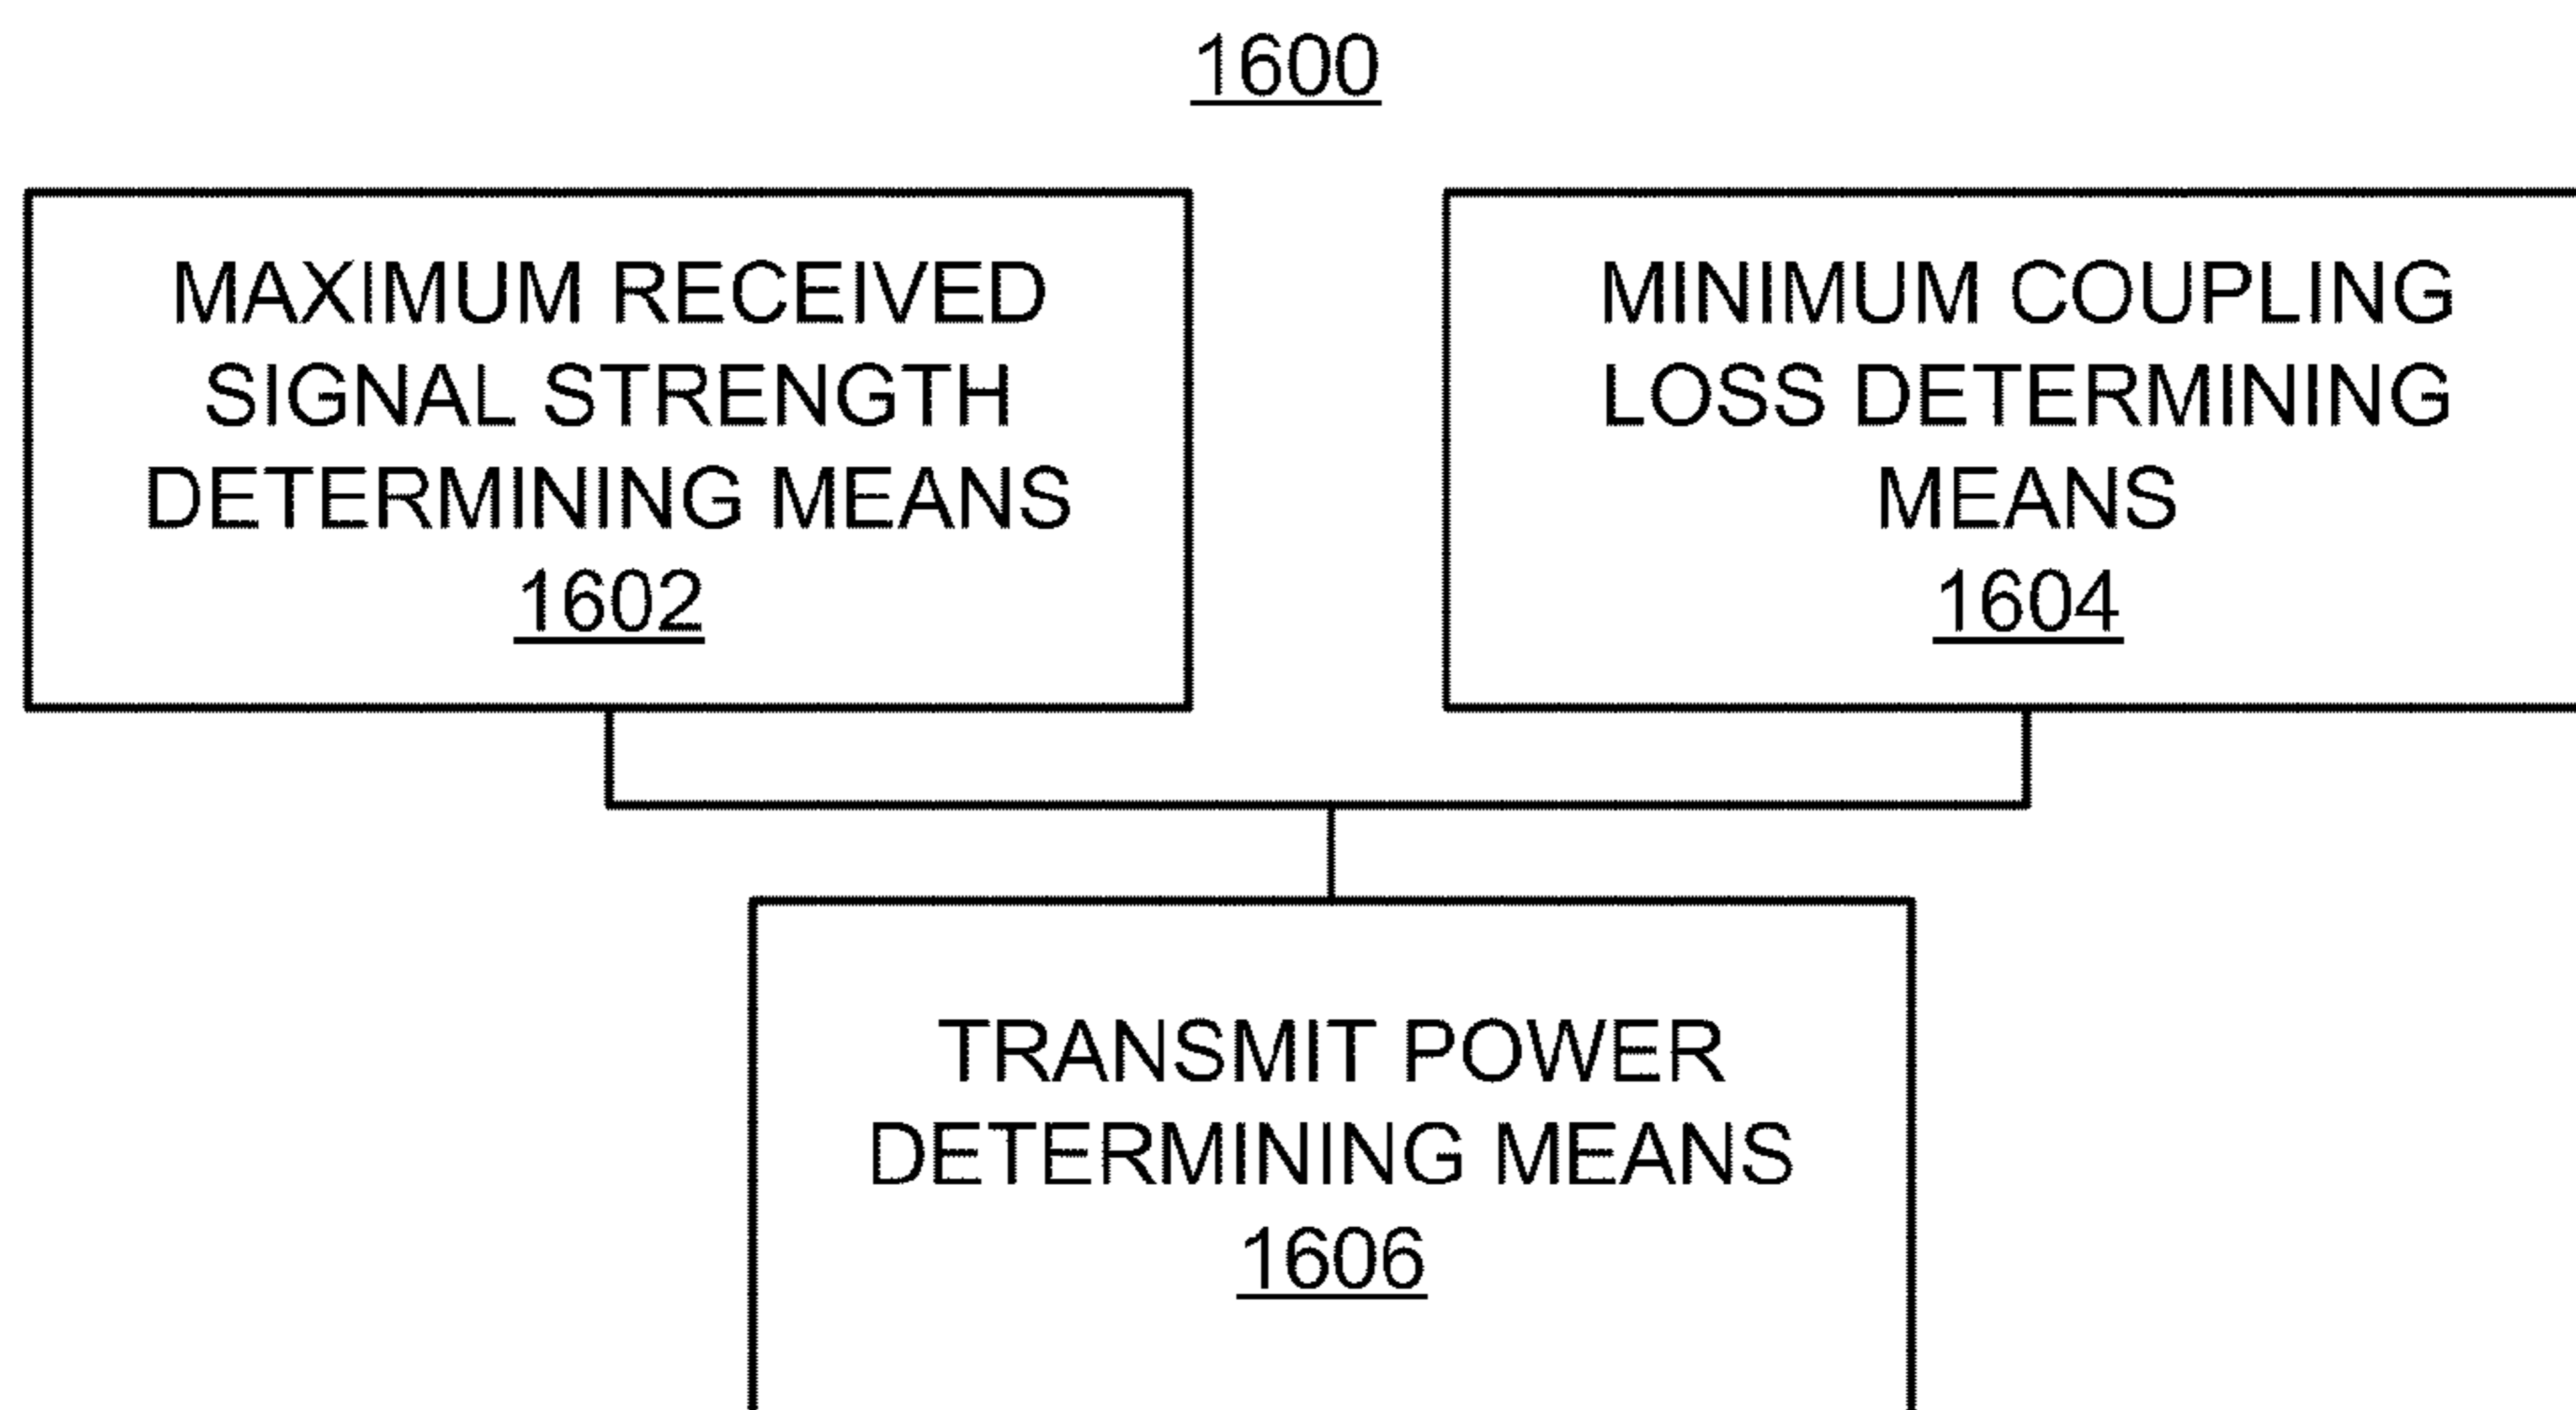 1600
MAXIMUM RECEIVED
SIGNAL STRENGTH
DETERMINING MEANS
1602
MINIMUM COUPLING
LOSS DETERMINING
MEANS
1604
TRANSMIT POWER
DETERMINING MEANS
1606